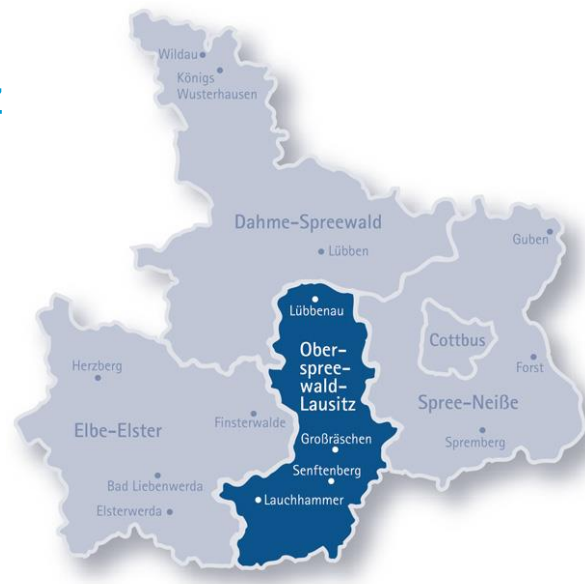 Wildau
Königs
Wusterhausen
Dahme-Spreewald
Lübben
Guben
Lübbenau
Ober-
spree-
wald-
Lausitz
Cottbus
Herzberg
Forst
Spree-Neiße
Finsterwalde
Elbe-Elster
Spremberg
Großräschen
Senftenberg
Bad Liebenwerda
Lauchhammer
Elsterwerda